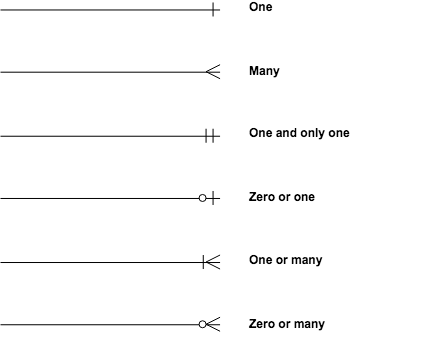 One
Many
One and only one
Zero or one
One or many
Zero or many